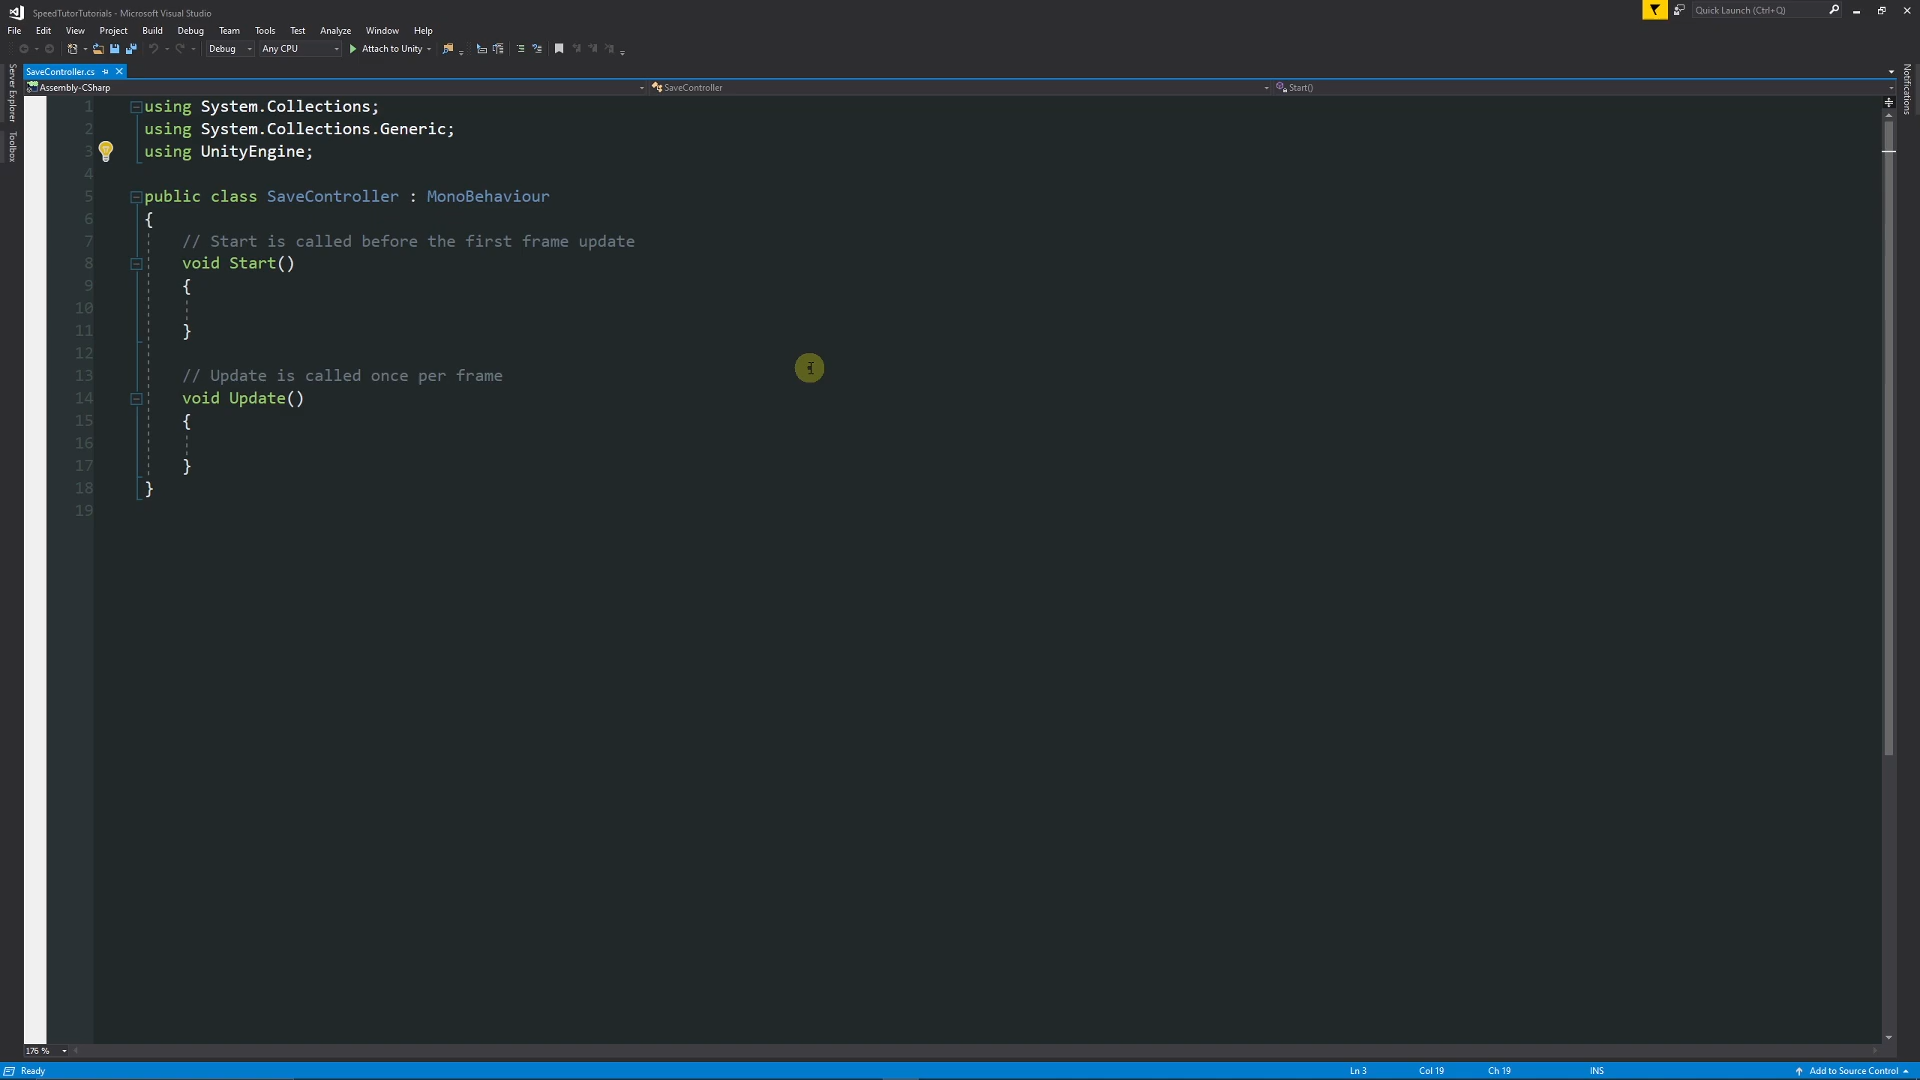 SpeedTutorTutorials - Microsoft Visual Studio
Quick Launch (Ctrl+Q)
File Edit View Project Build Debug Team Tools Test Analyze Window Help
Debug Any CPU Attach to Unity
Server Explorer
Toolbox
Notifications
SaveController.cs
Assembly-CSharp SaveController Start()
1 using System.Collections;
2 using System.Collections.Generic;
3 using UnityEngine;
4
5 public class SaveController : MonoBehaviour
6 {
7 // Start is called before the first frame update
8 void Start()
9 {
10
11 }
12
13 // Update is called once per frame
14 void Update()
15 {
16
17 }
18 }
19
176 %
Ready Ln 3 Col 19 Ch 19 INS Add to Source Control